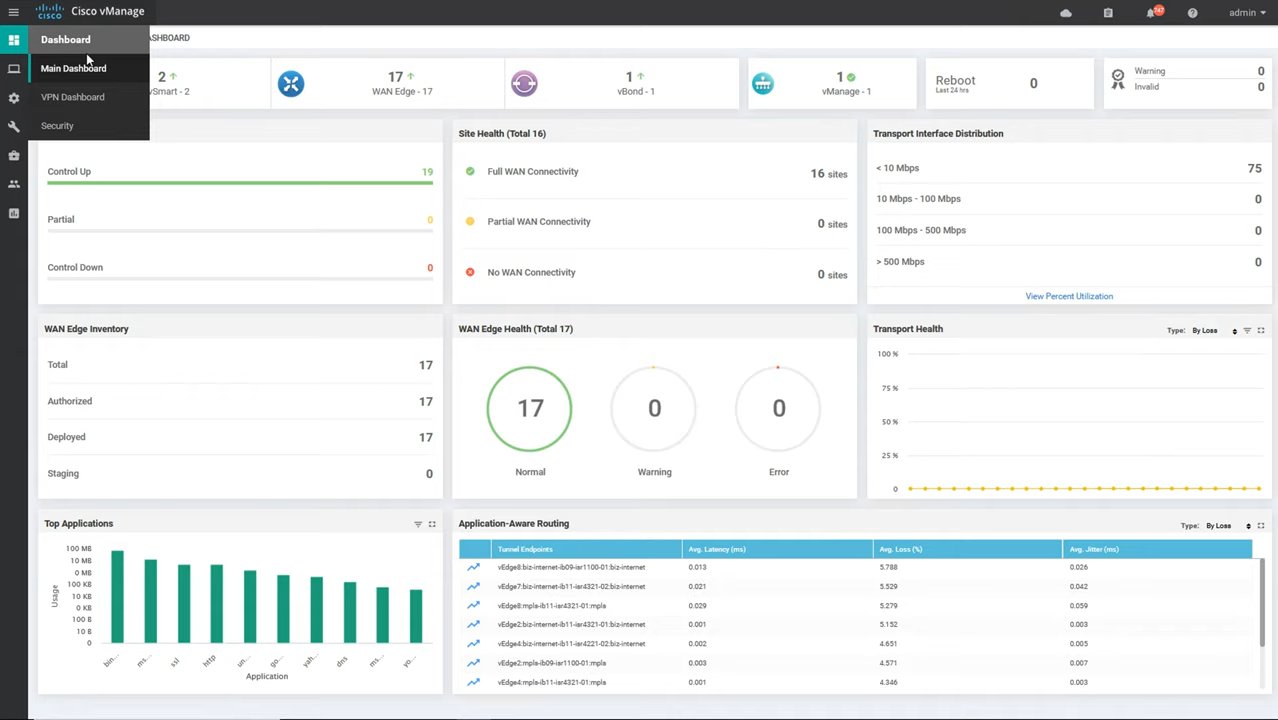 CISCO
Cisco vManage
747
admin
Dashboard
Main Dashboard
VPN Dashboard
Security
DASHBOARD
2
vSmart - 2
17
WAN Edge - 17
1
vBond - 1
1
vManage - 1
Reboot
Last 24 hrs
0
Warning 0
Invalid 0
Control Up 19
Partial 0
Control Down 0
Site Health (Total 16)
Full WAN Connectivity 16 sites
Partial WAN Connectivity 0 sites
No WAN Connectivity 0 sites
Transport Interface Distribution
< 10 Mbps 75
10 Mbps - 100 Mbps 0
100 Mbps - 500 Mbps 0
> 500 Mbps 0
View Percent Utilization
WAN Edge Inventory
Total 17
Authorized 17
Deployed 17
Staging 0
WAN Edge Health (Total 17)
17 0 0
Normal Warning Error
Transport Health Type: By Loss
100 %
75 %
50 %
25 %
0
Top Applications
Usage
100 MB
10 MB
0 MB
100 KB
10 KB
0 KB
100 B
10 B
0
bin... ms... ssl http un... go... yah... dns ms... yo...
Application
Application-Aware Routing Type: By Loss
Tunnel Endpoints Avg. Latency (ms) Avg. Loss (%) Avg. Jitter (ms)
vEdge8:biz-internet-ib09-isr1100-01:biz-internet 0.013 5.788 0.026
vEdge7:biz-internet-ib11-isr4321-02:biz-internet 0.021 5.529 0.042
vEdge8:mpls-ib11-isr4321-01:mpls 0.029 5.279 0.059
vEdge2:biz-internet-ib11-isr4321-01:biz-internet 0.001 5.152 0.003
vEdge4:biz-internet-ib11-isr4221-02:biz-internet 0.002 4.651 0.005
vEdge2:mpls-ib09-isr1100-01:mpls 0.003 4.571 0.007
vEdge4:mpls-ib11-isr4321-01:mpls 0.001 4.346 0.003